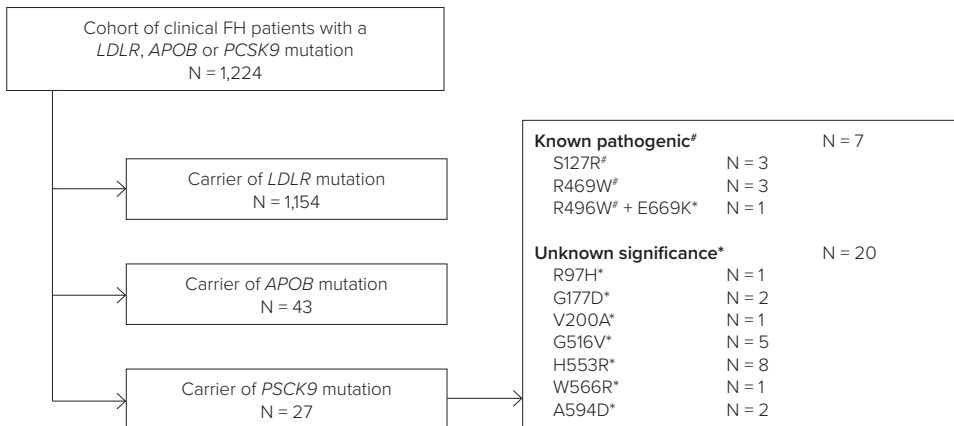 Cohort of clinical FH patients with a
LDLR, APOB or PCSK9 mutation
N = 1,224
Carrier of LDLR mutation
N = 1,154
Carrier of APOB mutation
N = 43
Carrier of PSCK9 mutation
N = 27
Known pathogenic# N = 7
S127R# N = 3
R469W# N = 3
R496W# + E669K* N = 1
Unknown significance* N = 20
R97H* N = 1
G177D* N = 2
V200A* N = 1
G516V* N = 5
H553R* N = 8
W566R* N = 1
A594D* N = 2